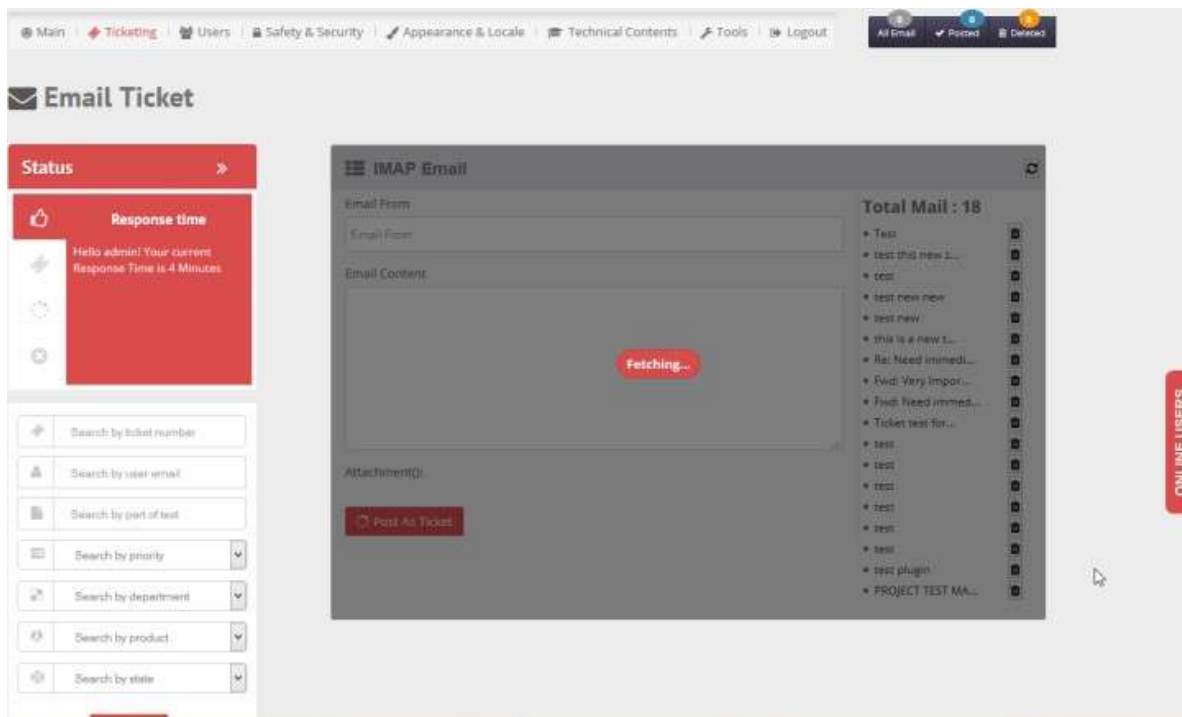 Main
Ticketing
Users
Safety & Security
Appearance & Locale
Technical Contents
Tools
Logout
All Email
Posted
Deleted
Email Ticket
Status
Response time
Hello admin! Your current
Response Time is 4 Minutes
Search by ticket number
Search by user email
Search by part of text
Search by priority
Search by department
Search by product
Search by state
IMAP Email
Email From
Email From
Email Content
Fetching...
Attachment():
Post As Ticket
Total Mail : 18
Test
test this new t...
test
test new new
test new
this is a new t...
Re: Need immedi...
Fwd: Very Impor...
Fwd: Need immed...
Ticket test for...
test
test
test
test
test
test
test plugin
PROJECT TEST MA...
ONLINE USERS